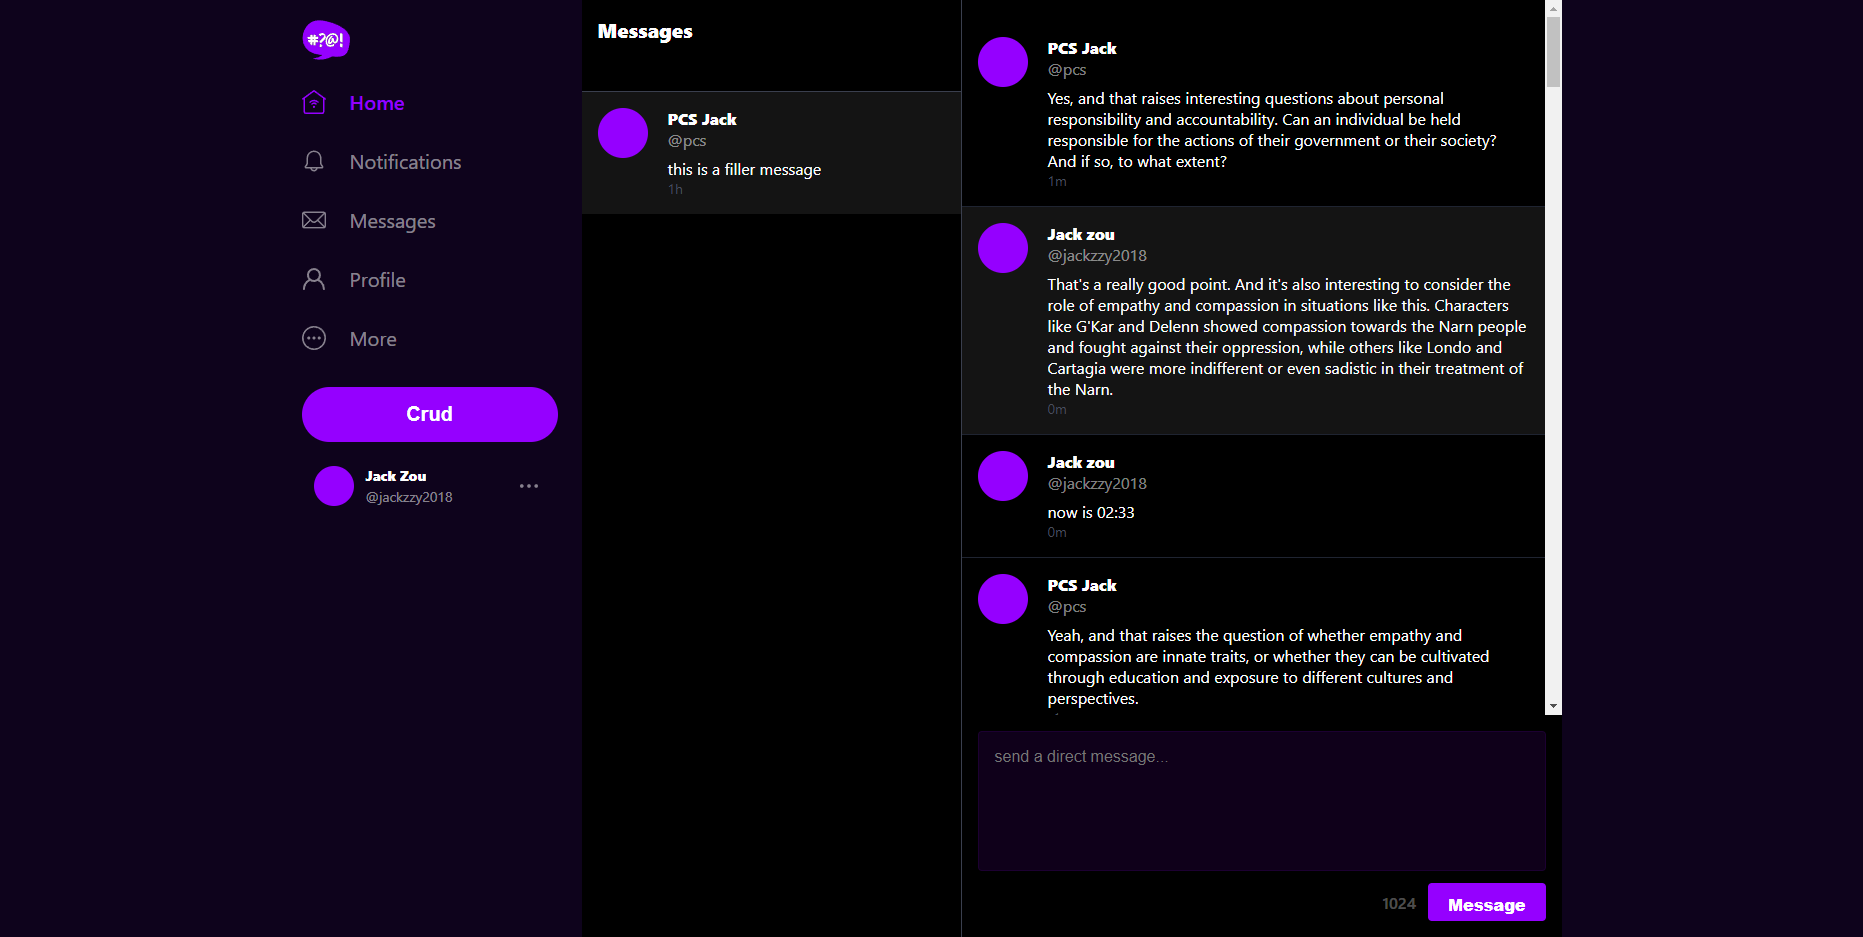 #?@!
Home
Notifications
Messages
Profile
More
Crud
Jack Zou
@jackzzy2018
Messages
PCS Jack
@pcs
this is a filler message
1h
PCS Jack
@pcs
Yes, and that raises interesting questions about personal
responsibility and accountability. Can an individual be held
responsible for the actions of their government or their society?
And if so, to what extent?
1m
Jack zou
@jackzzy2018
That's a really good point. And it's also interesting to consider the
role of empathy and compassion in situations like this. Characters
like G'Kar and Delenn showed compassion towards the Narn people
and fought against their oppression, while others like Londo and
Cartagia were more indifferent or even sadistic in their treatment of
the Narn.
0m
Jack zou
@jackzzy2018
now is 02:33
0m
PCS Jack
@pcs
Yeah, and that raises the question of whether empathy and
compassion are innate traits, or whether they can be cultivated
through education and exposure to different cultures and
perspectives.
send a direct message...
1024
Message